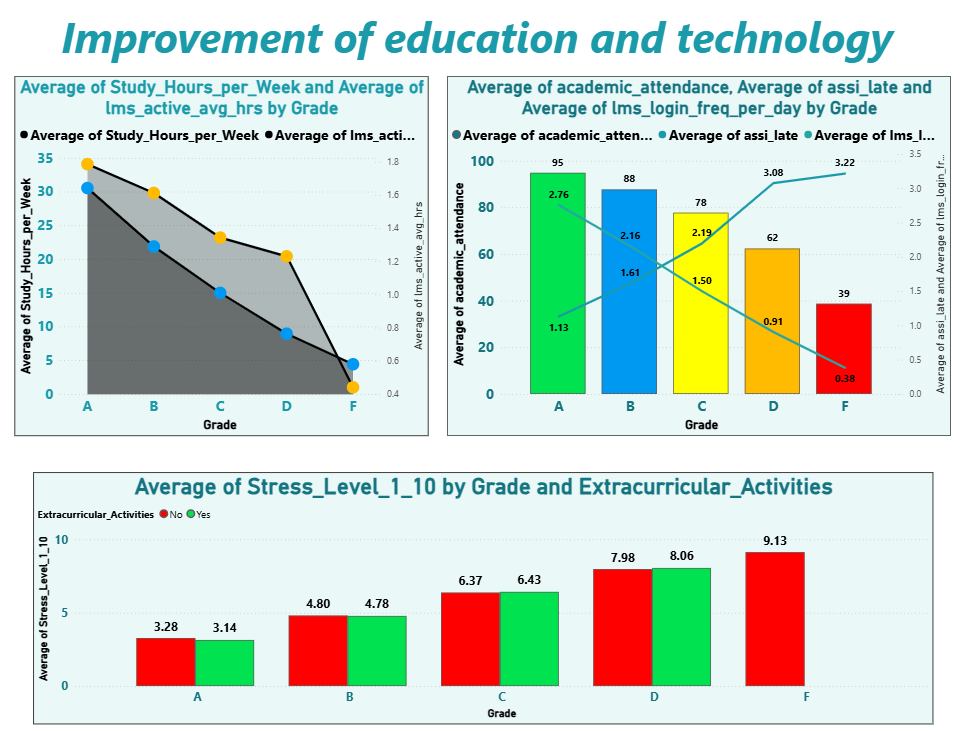 Improvement of education and technology
Average of Study_Hours_per_Week and Average of
lms_active_avg_hrs by Grade
Average of Study_Hours_per_Week Average of lms_acti...
Average of Study_Hours_per_Week
35
30
25
20
15
10
5
0
1.8
1.6
1.4
1.2
1.0
0.8
0.6
0.4
Average of lms_active_avg_hrs
A B C D F
Grade
Average of academic_attendance, Average of assi_late and
Average of lms_login_freq_per_day by Grade
Average of academic_atten... Average of assi_late Average of lms_l...
Average of academic_attendance
100
80
60
40
20
0
95
88
78
62
39
2.76
2.16
1.50
0.91
0.38
1.13
1.61
2.19
3.08
3.22
3.5
3.0
2.5
2.0
1.5
1.0
0.5
0.0
Average of assi_late and Average of lms_login_fr...
A B C D F
Grade
Average of Stress_Level_1_10 by Grade and Extracurricular_Activities
Extracurricular_Activities No Yes
Average of Stress_Level_1_10
10
5
0
3.28 3.14
4.80 4.78
6.37 6.43
7.98 8.06
9.13
A B C D F
Grade